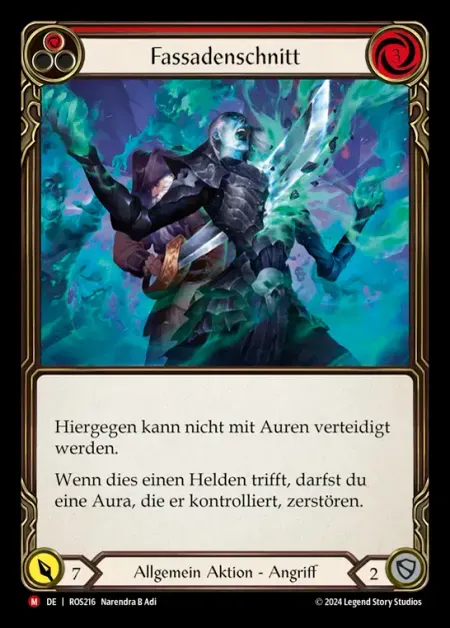 Fassadenschnitt
3
Hiergegen kann nicht mit Auren verteidigt
werden.
Wenn dies einen Helden trifft, darfst du
eine Aura, die er kontrolliert, zerstören.
7
Allgemein Aktion - Angriff
2
M DE | ROS216 Narendra B Adi
© 2024 Legend Story Studios